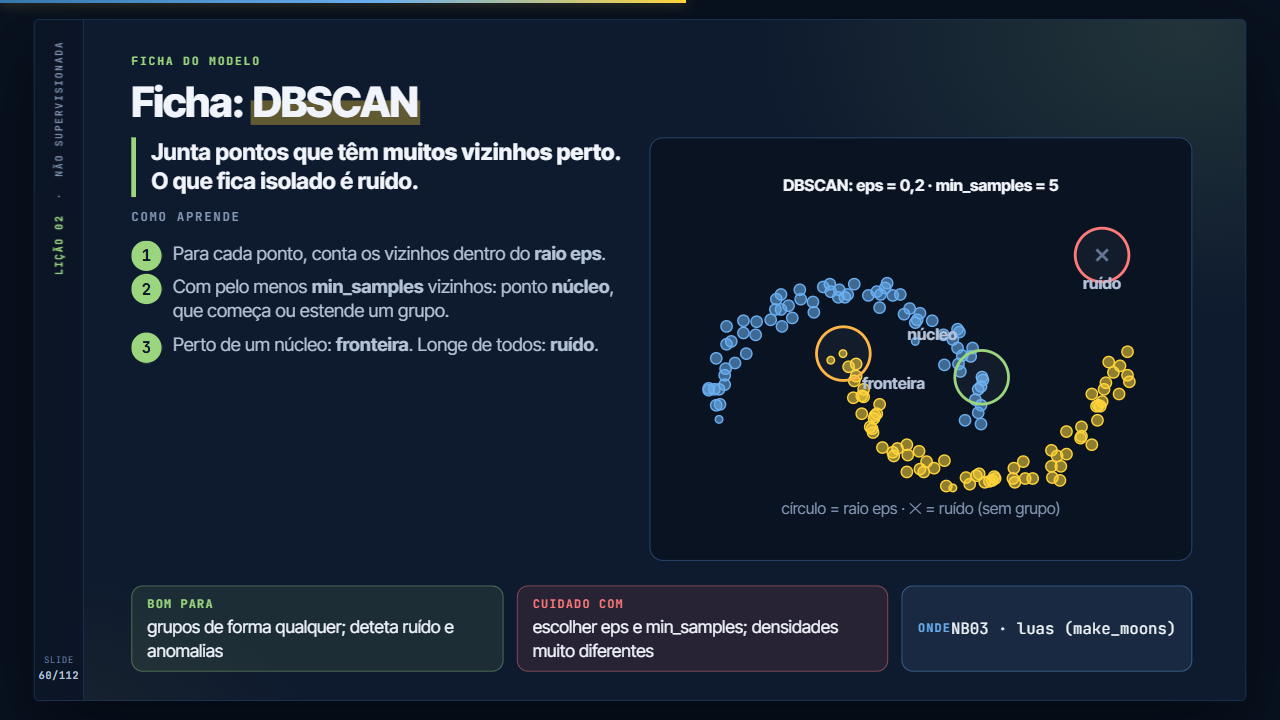 LIÇÃO 02 · NÃO SUPERVISIONADA
SLIDE
60/112
FICHA DO MODELO
Ficha: DBSCAN
Junta pontos que têm muitos vizinhos perto.
O que fica isolado é ruído.
COMO APRENDE
1 Para cada ponto, conta os vizinhos dentro do raio eps.
2 Com pelo menos min_samples vizinhos: ponto núcleo,
que começa ou estende um grupo.
3 Perto de um núcleo: fronteira. Longe de todos: ruído.
DBSCAN: eps = 0,2 · min_samples = 5
ruído
núcleo
fronteira
círculo = raio eps · × = ruído (sem grupo)
BOM PARA
grupos de forma qualquer; deteta ruído e
anomalias
CUIDADO COM
escolher eps e min_samples; densidades
muito diferentes
ONDE NB03 · luas (make_moons)